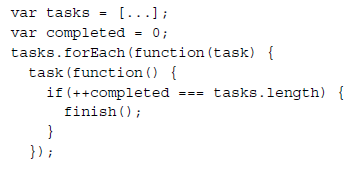 var tasks = [...];
var completed = 0;
tasks.forEach(function(task) {
  task(function() {
    if(++completed === tasks.length) {
      finish();
    }
  });